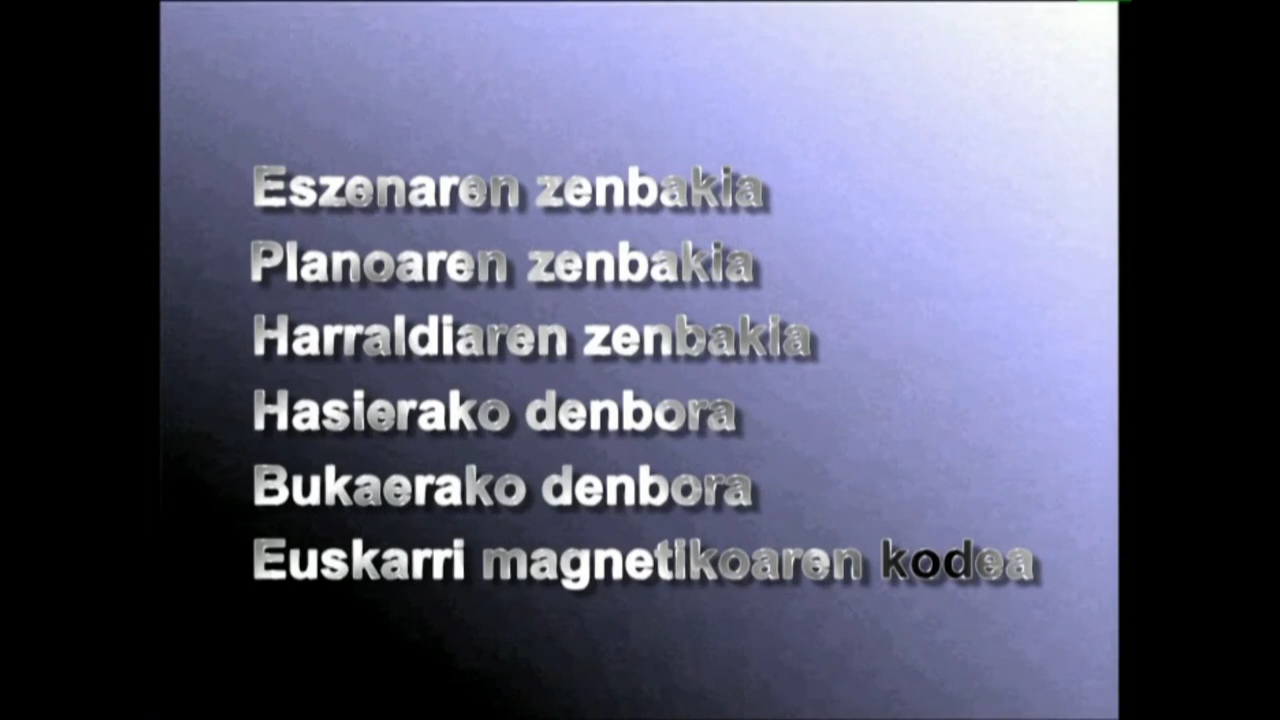 Eszenaren zenbakia
Planoaren zenbakia
Harraldiaren zenbakia
Hasierako denbora
Bukaerako denbora
Euskarri magnetikoaren kodea